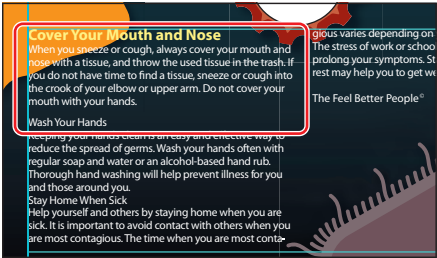 Cover Your Mouth and Nose
When you sneeze or cough, always cover your mouth and
nose with a tissue, and throw the used tissue in the trash. If
you do not have time to find a tissue, sneeze or cough into
the crook of your elbow or upper arm. Do not cover your
mouth with your hands.
Wash Your Hands
Keeping your hands clean is an easy and effective way to
reduce the spread of germs. Wash your hands often with
regular soap and water or an alcohol-based hand rub.
Thorough hand washing will help prevent illness for you
and those around you.
Stay Home When Sick
Help yourself and others by staying home when you are
sick. It is important to avoid contact with others when you
are most contagious. The time when you are most conta-
gious varies depending on
The stress of work or schoo
prolong your symptoms. St
rest may help you to get we
The Feel Better People©